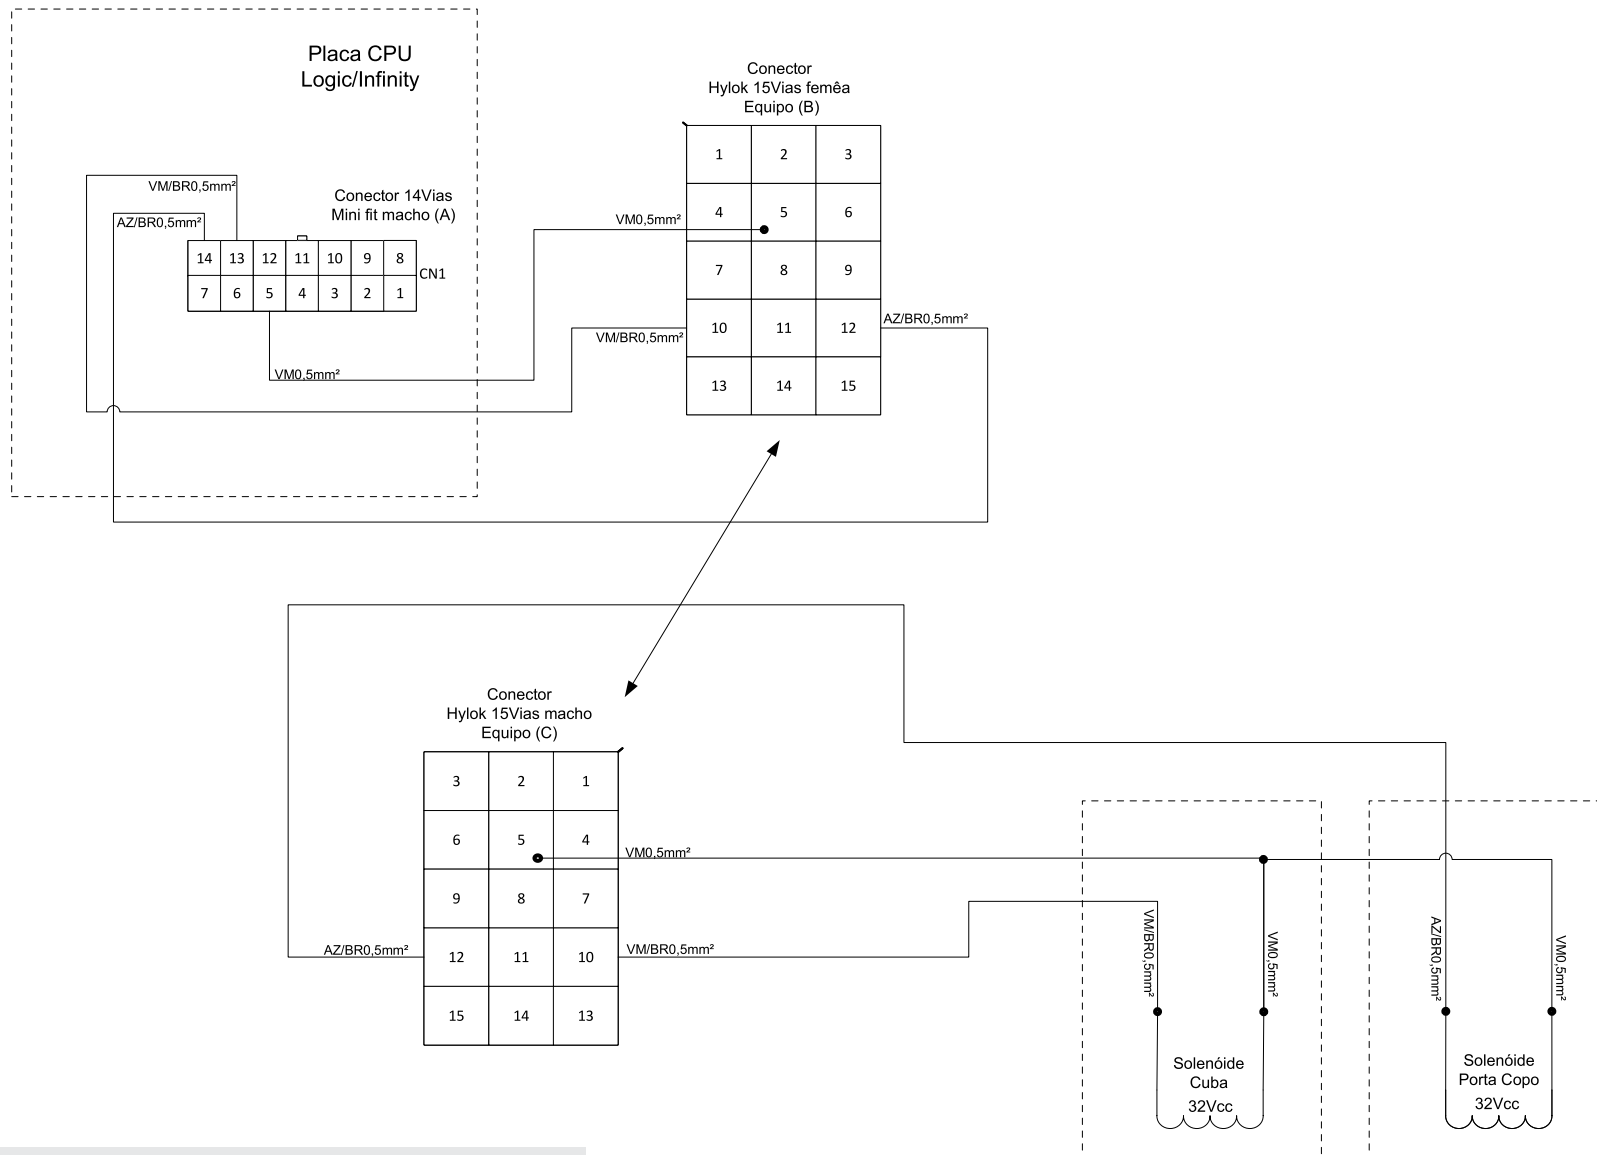 Placa CPU
Logic/Infinity
Conector
Hylok 15Vias femêa
Equipo (B)
1 2 3
4 5 6
7 8 9
10 11 12
13 14 15
VM/BR0,5mm²
AZ/BR0,5mm²
Conector 14Vias
Mini fit macho (A)
14 13 12 11 10 9 8
7 6 5 4 3 2 1
CN1
VM0,5mm²
VM0,5mm²
VM/BR0,5mm²
AZ/BR0,5mm²
Conector
Hylok 15Vias macho
Equipo (C)
3 2 1
6 5 4
9 8 7
12 11 10
15 14 13
VM0,5mm²
AZ/BR0,5mm²
VM/BR0,5mm²
VM/BR0,5mm²
VM0,5mm²
AZ/BR0,5mm²
VM0,5mm²
Solenóide
Cuba
32Vcc
Solenóide
Porta Copo
32Vcc